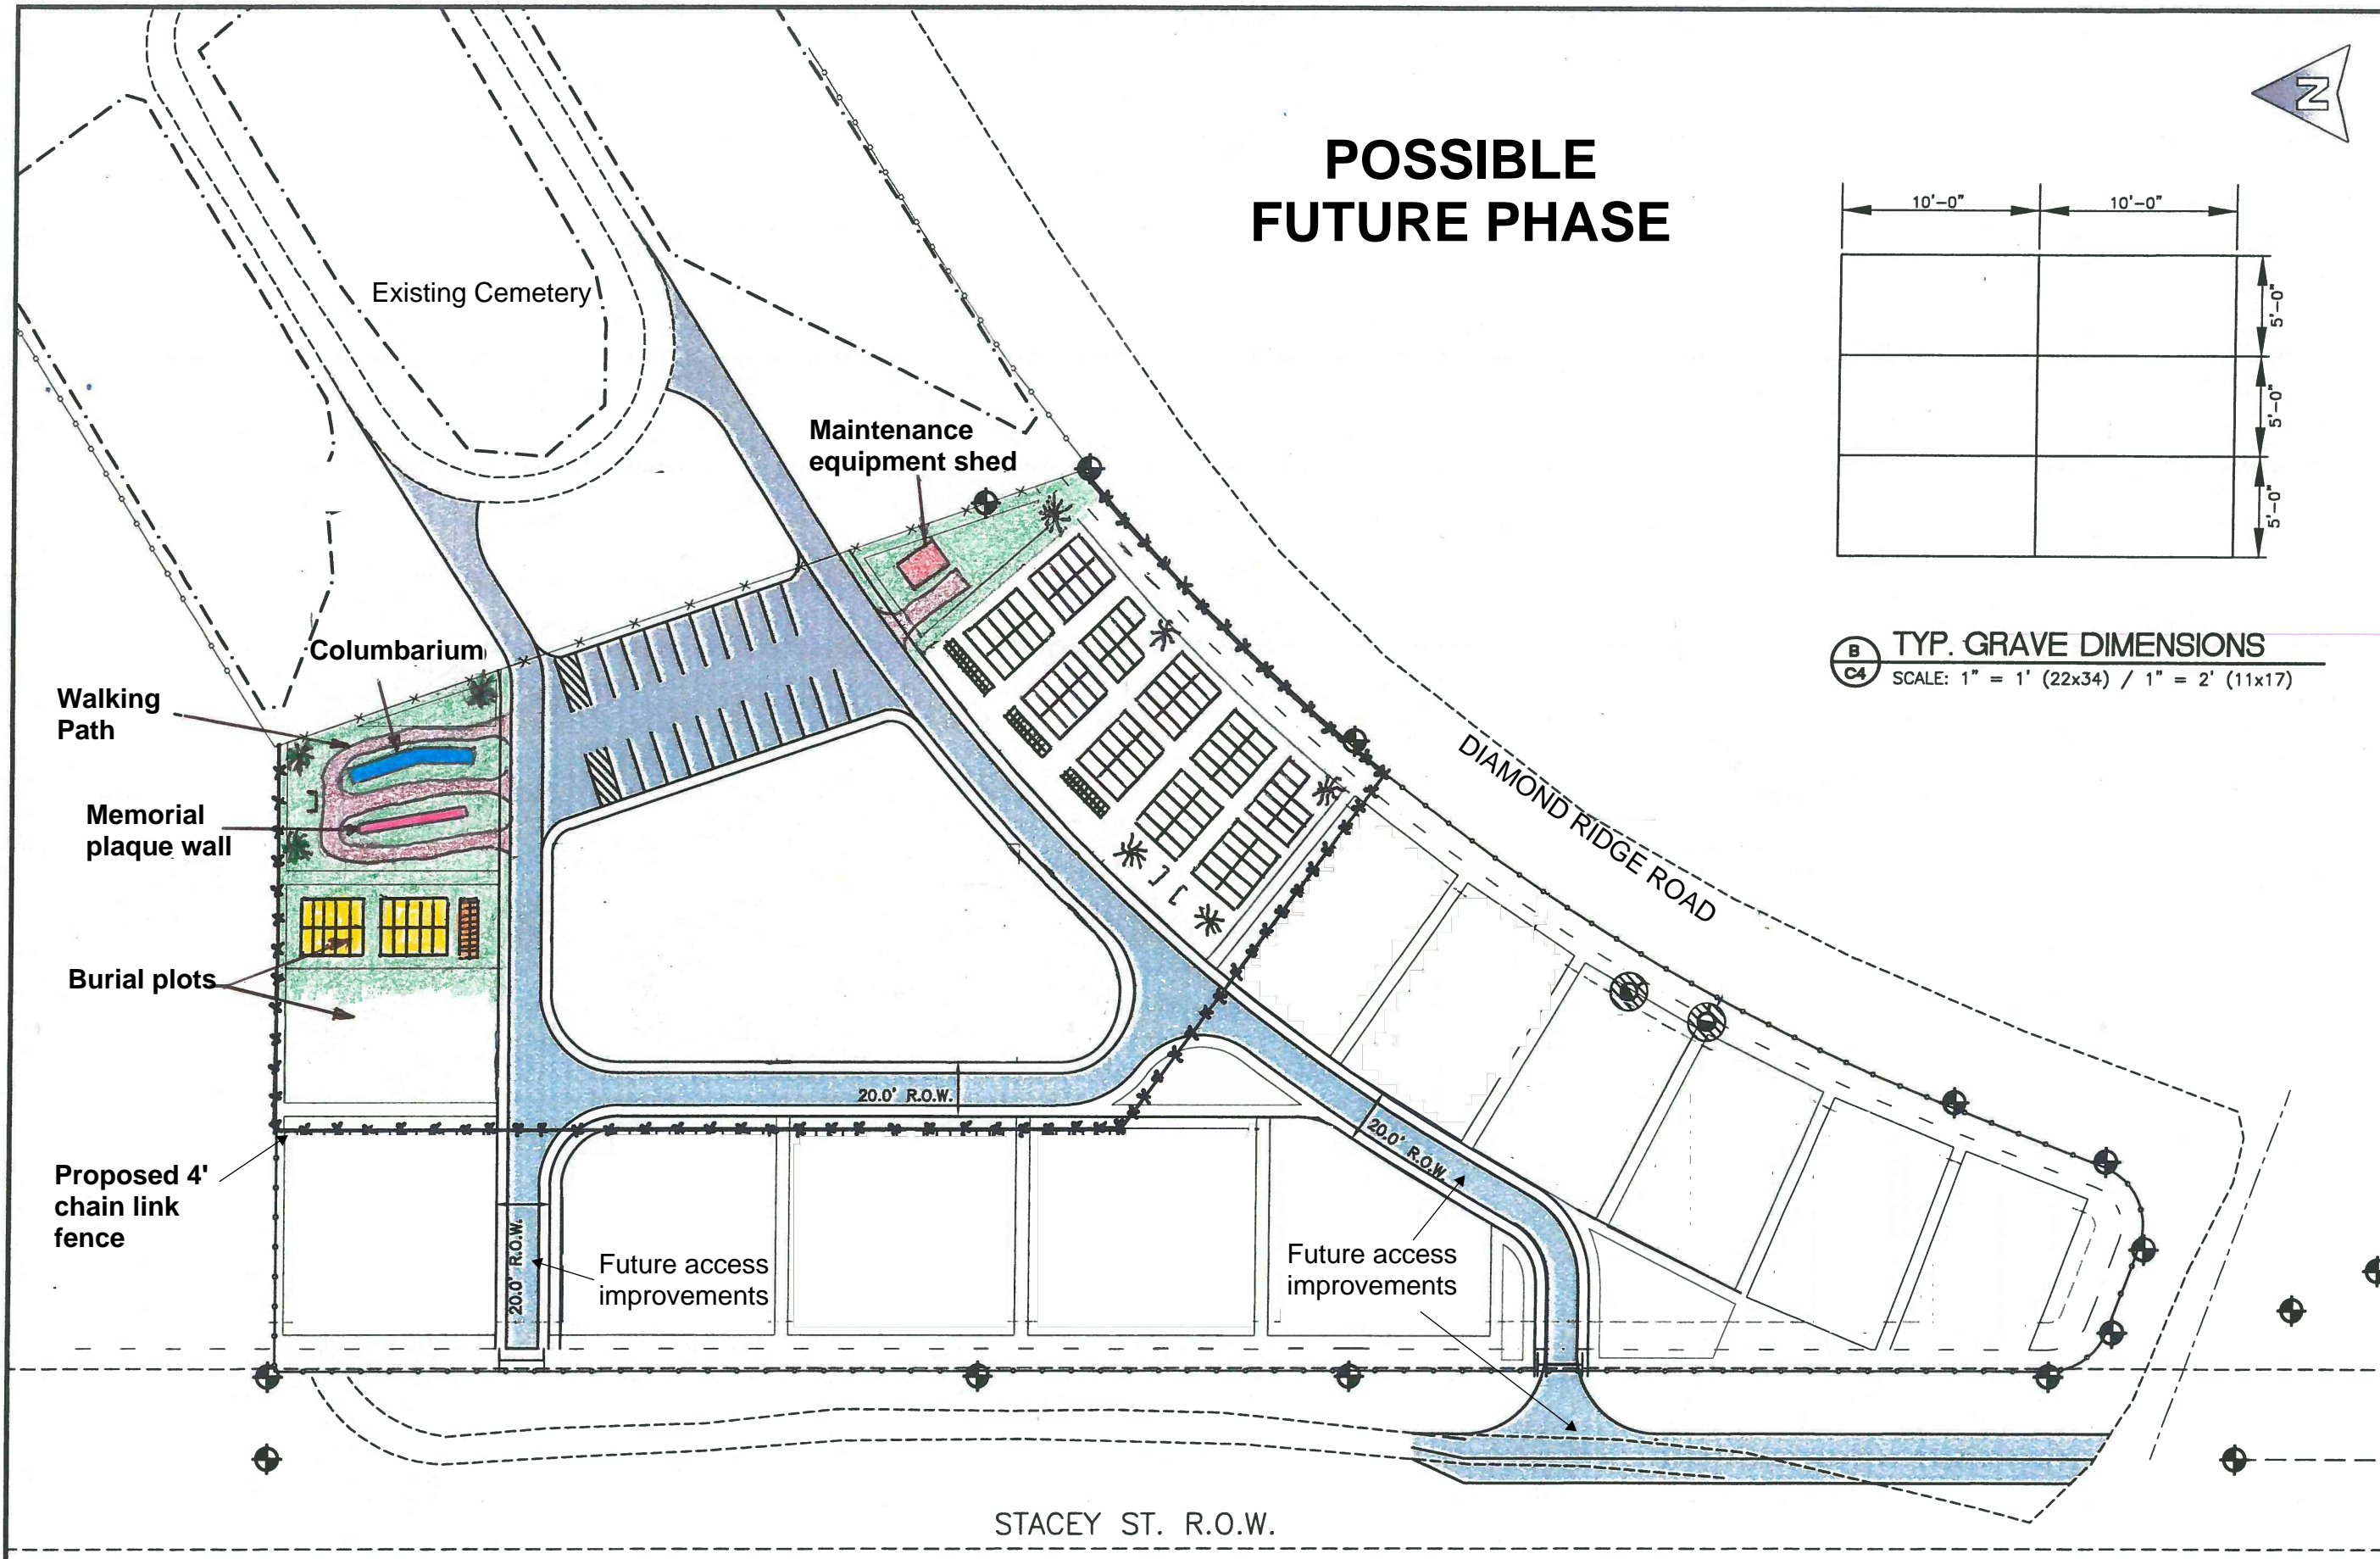 POSSIBLE
FUTURE PHASE
N
10'-0"
10'-0"
5'-0"
5'-0"
5'-0"
B
C4
TYP. GRAVE DIMENSIONS
SCALE: 1" = 1' (22x34) / 1" = 2' (11x17)
Existing Cemetery
Maintenance
equipment shed
Columbarium
Walking
Path
Memorial
plaque wall
Burial plots
Proposed 4'
chain link
fence
DIAMOND RIDGE ROAD
20.0' R.O.W.
20.0' R.O.W.
20.0' R.O.W.
Future access
improvements
Future access
improvements
STACEY ST. R.O.W.